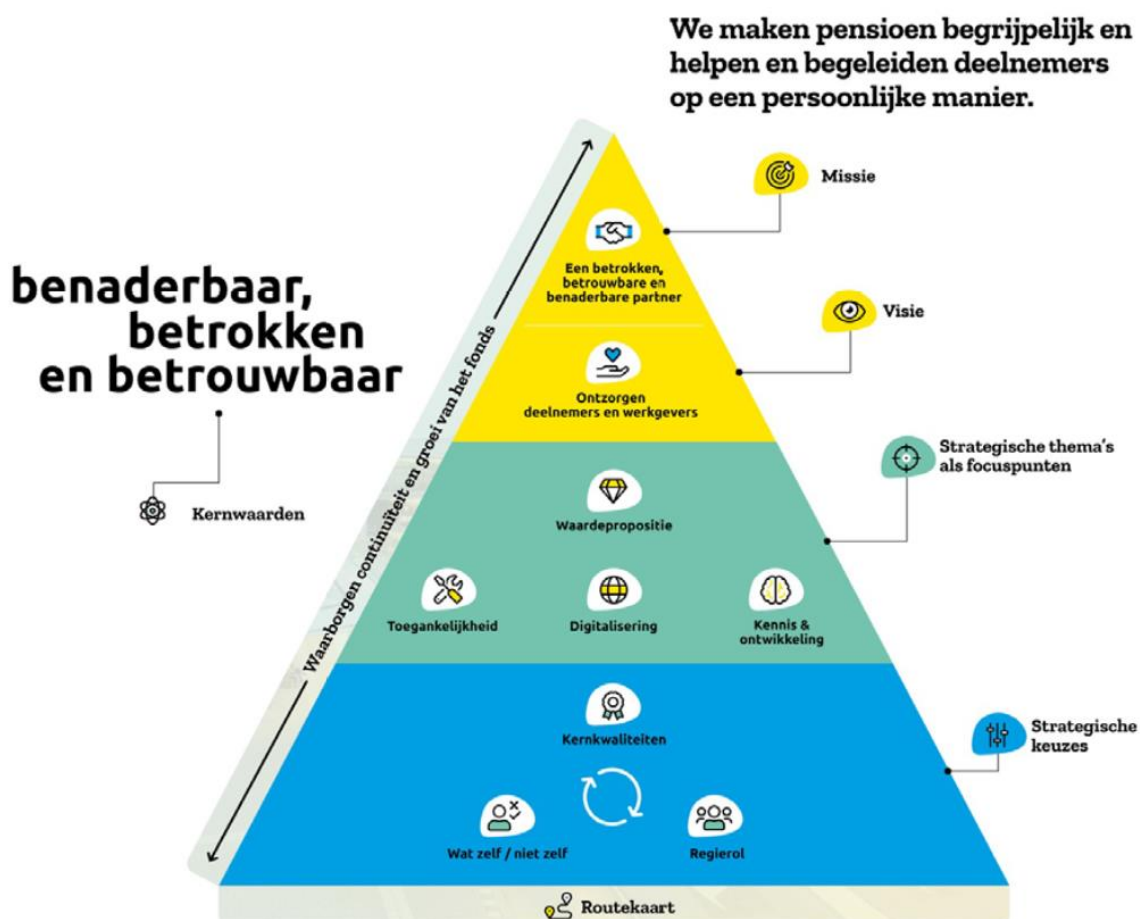 We maken pensioen begrijpelijk en
helpen en begeleiden deelnemers
op een persoonlijke manier.
Missie
Een betrokken,
betrouwbare en
benaderbare partner
benaderbaar,
betrokken
en betrouwbaar
Visie
Ontzorgen
deelnemers en werkgevers
Waarborgen continuïteit en groei van het fonds
Kernwaarden
Strategische thema's
als focuspunten
Waardepropositie
Toegankelijkheid
Digitalisering
Kennis &
ontwikkeling
Kernkwaliteiten
Strategische
keuzes
Wat zelf / niet zelf
Regierol
Routekaart